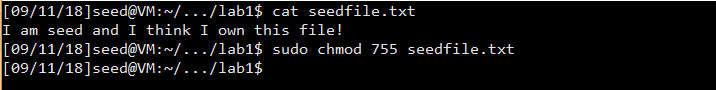 [09/11/18]seed@VM:~/.../lab1$ cat seedfile.txt
I am seed and I think I own this file!
[09/11/18]seed@VM:~/.../lab1$ sudo chmod 755 seedfile.txt
[09/11/18]seed@VM:~/.../lab1$